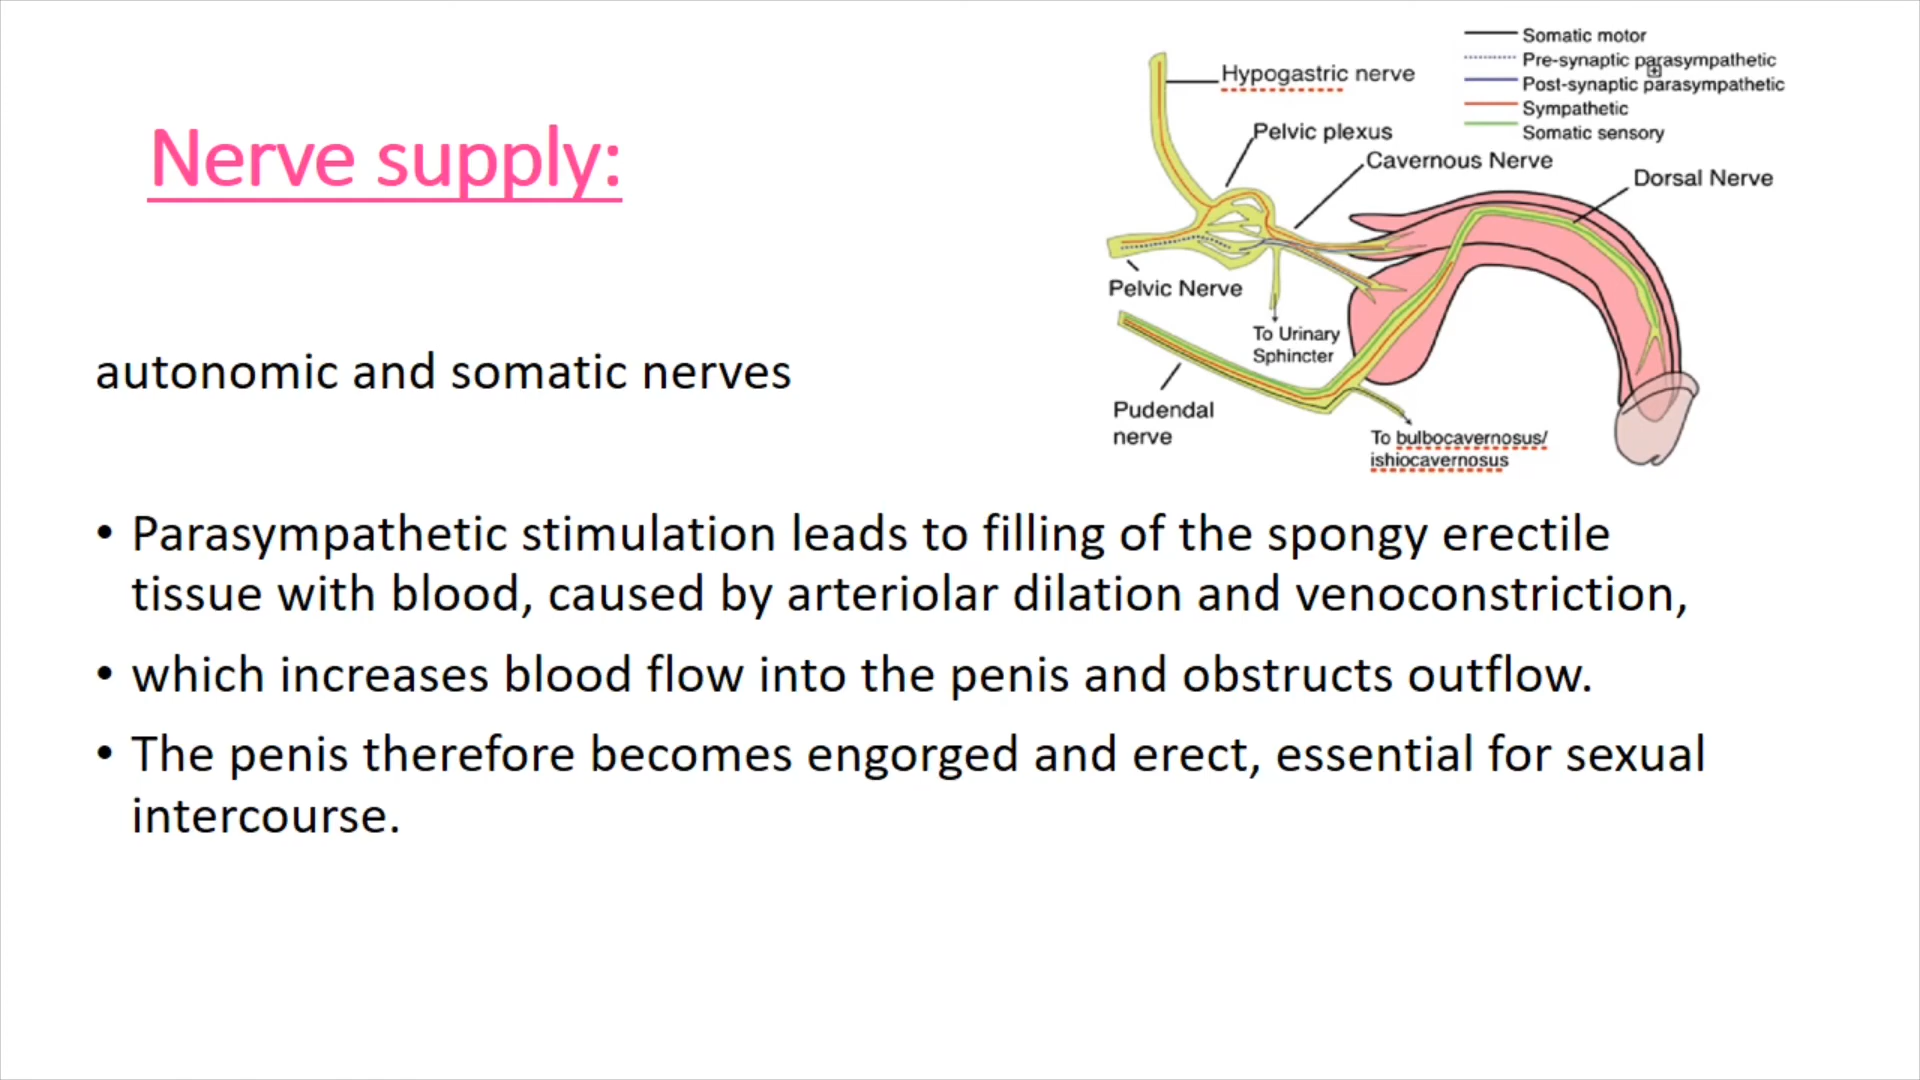 Nerve supply:
autonomic and somatic nerves
Somatic motor
Pre-synaptic parasympathetic
Post-synaptic parasympathetic
Sympathetic
Somatic sensory
Hypogastric nerve
Pelvic plexus
Cavernous Nerve
Dorsal Nerve
Pelvic Nerve
To Urinary
Sphincter
Pudendal
nerve
To bulbocavernosus/
ishiocavernosus
• Parasympathetic stimulation leads to filling of the spongy erectile
tissue with blood, caused by arteriolar dilation and venoconstriction,
• which increases blood flow into the penis and obstructs outflow.
• The penis therefore becomes engorged and erect, essential for sexual
intercourse.